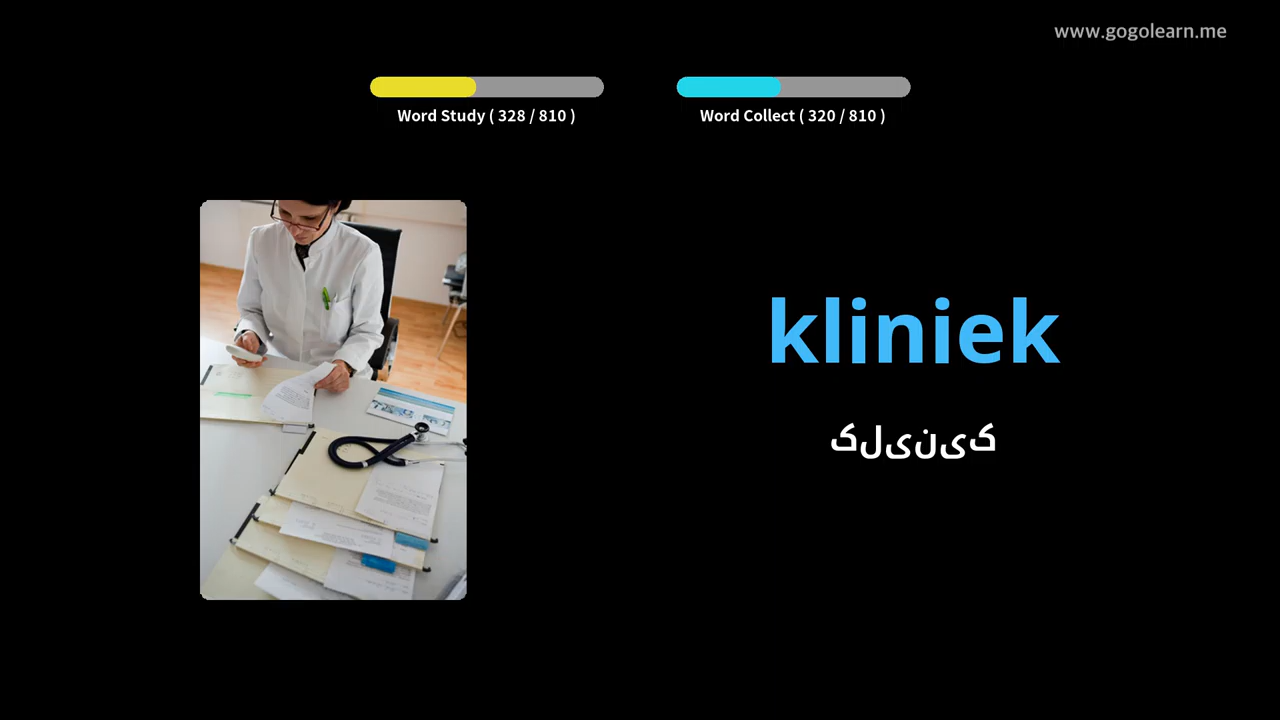 www.gogolearn.me
Word Study ( 328 / 810 )
Word Collect ( 320 / 810 )
kliniek
کلینیک